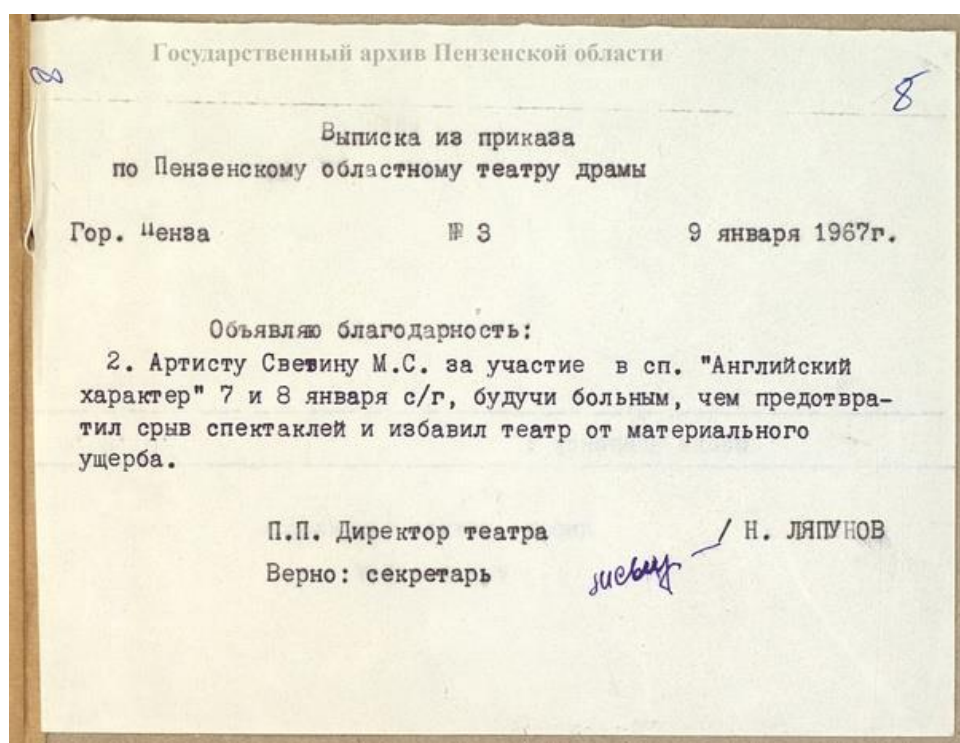 Государственный архив Пензенской области
8 8
Выписка из приказа
по Пензенскому областному театру драмы
Гор. Пенза № 3 9 января 1967г.
Объявляю благодарность:
2. Артисту Светину М.С. за участие в сп. "Английский
характер" 7 и 8 января с/г, будучи больным, чем предотвра-
тил срыв спектаклей и избавил театр от материального
ущерба.
П.П. Директор театра / Н. ЛЯПУНОВ
Верно: секретарь